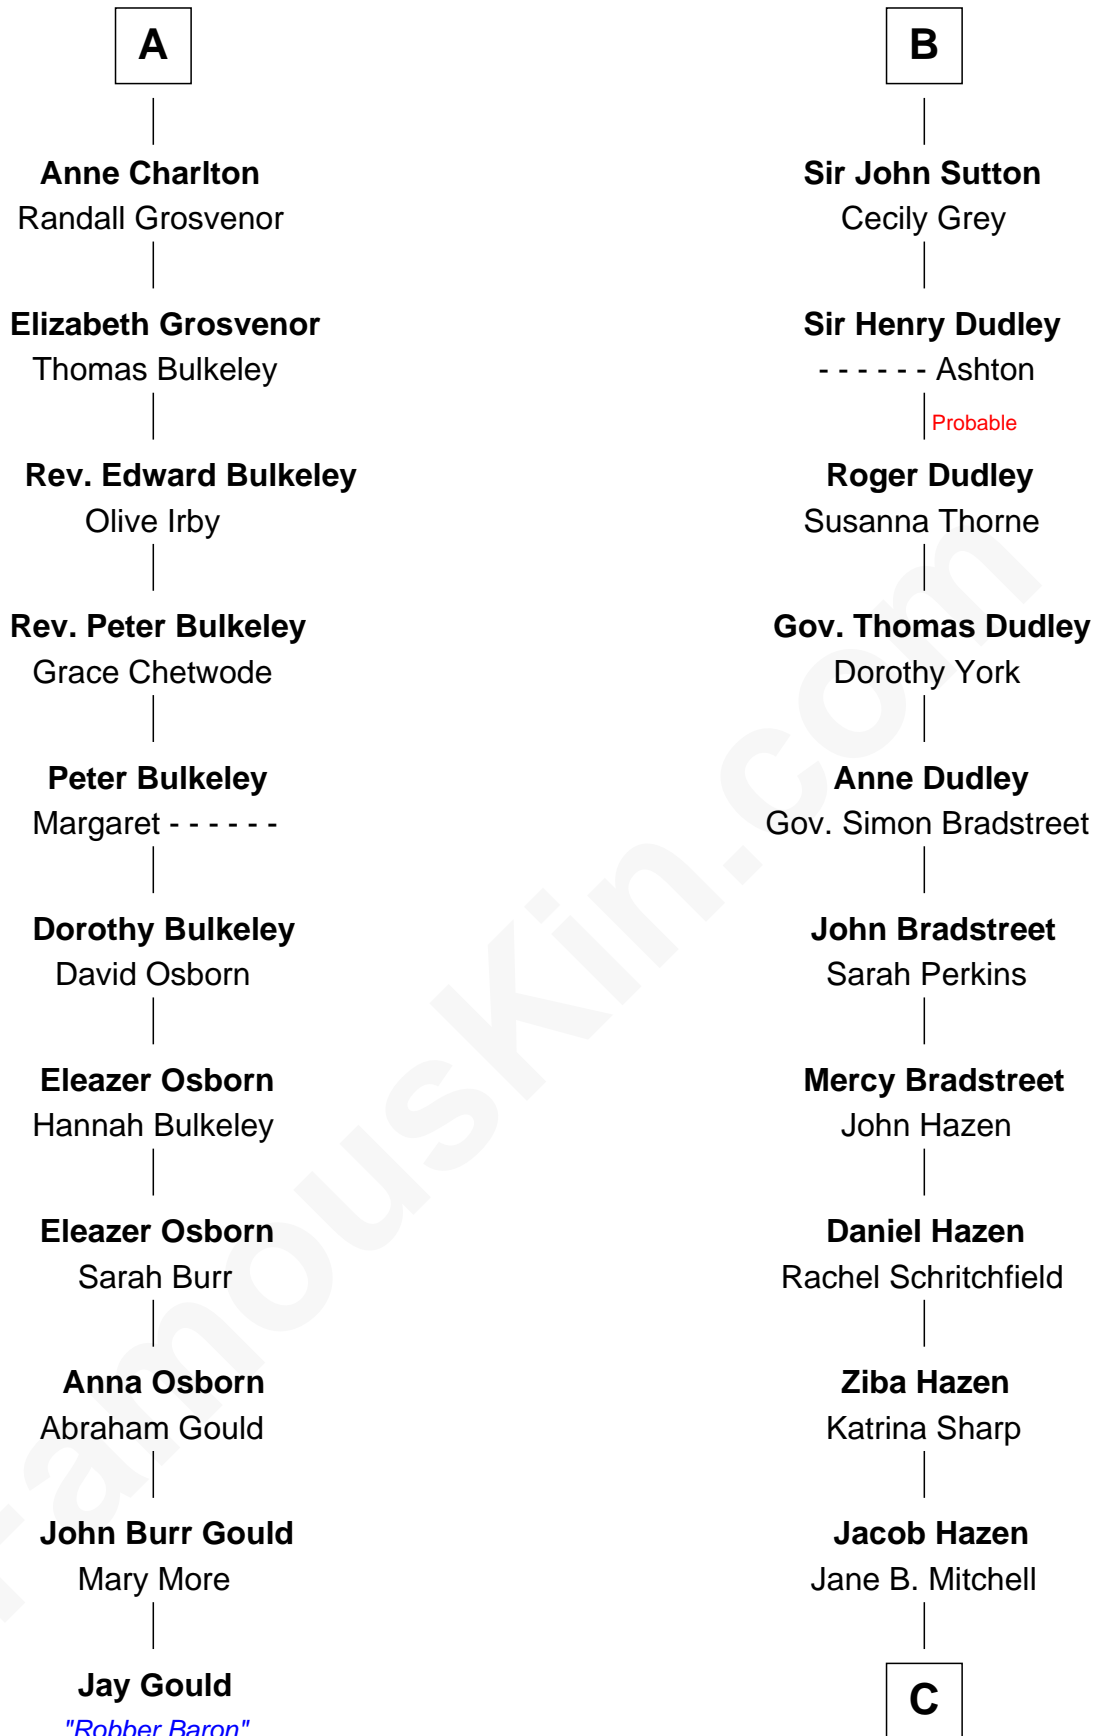 A
Anne Charlton
Randall Grosvenor
Elizabeth Grosvenor
Thomas Bulkeley
Rev. Edward Bulkeley
Olive Irby
Rev. Peter Bulkeley
Grace Chetwode
Peter Bulkeley
Margaret - - - - - -
Dorothy Bulkeley
David Osborn
Eleazer Osborn
Hannah Bulkeley
Eleazer Osborn
Sarah Burr
Anna Osborn
Abraham Gould
John Burr Gould
Mary More
Jay Gould
"Robber Baron"
B
Sir John Sutton
Cecily Grey
Sir Henry Dudley
- - - - - - Ashton
Probable
Roger Dudley
Susanna Thorne
Gov. Thomas Dudley
Dorothy York
Anne Dudley
Gov. Simon Bradstreet
John Bradstreet
Sarah Perkins
Mercy Bradstreet
John Hazen
Daniel Hazen
Rachel Schritchfield
Ziba Hazen
Katrina Sharp
Jacob Hazen
Jane B. Mitchell
C
FamousKin.com